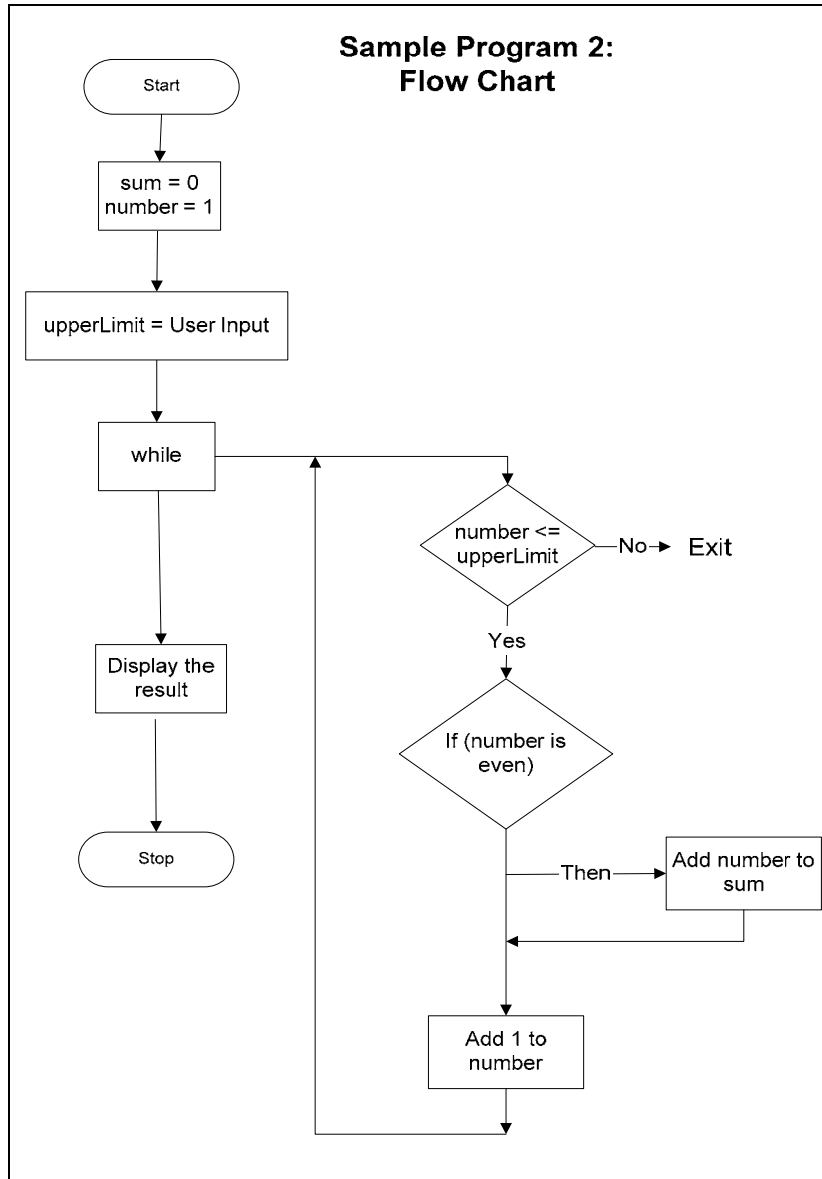 Sample Program 2:
Flow Chart
Start
sum = 0
number = 1
upperLimit = User Input
while
number <=
upperLimit
No
Exit
Yes
Display the
result
If (number is
even)
Stop
Then
Add number to
sum
Add 1 to
number